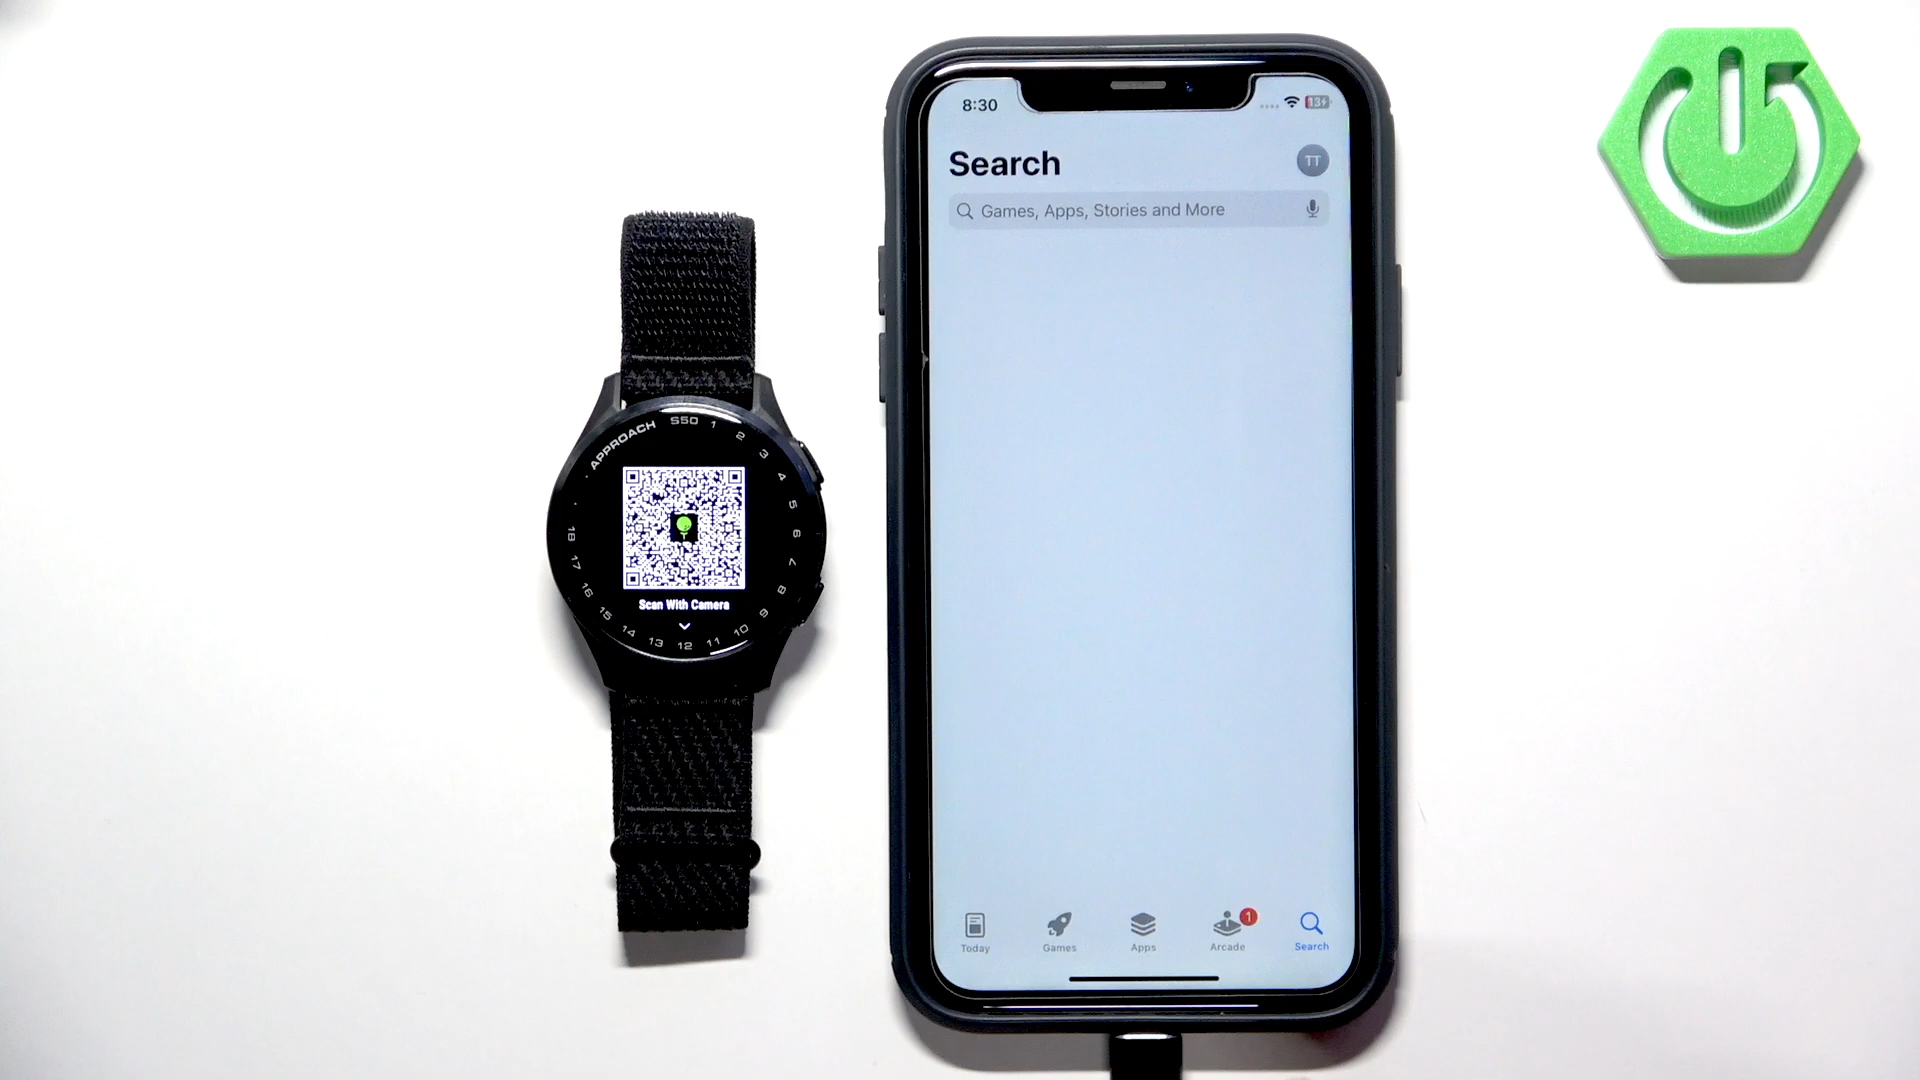 APPROACH S50 1 2 3 4 5 6 7 8 9 10 11 12 13 14 15 16 17 18
Scan With Camera
8:30
13
Search
TT
Games, Apps, Stories and More
1
Today Games Apps Arcade Search